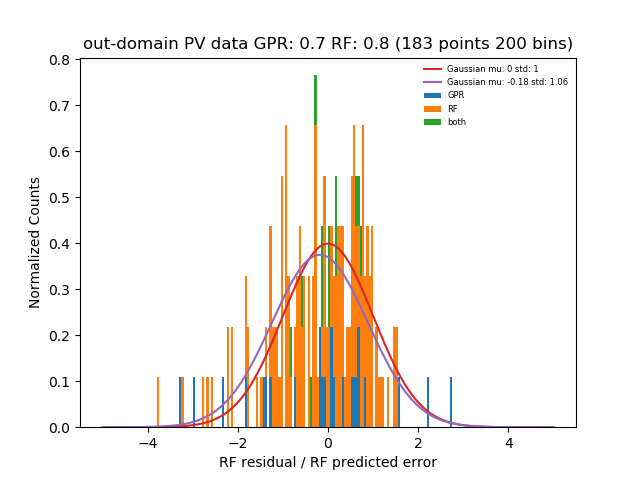 out-domain PV data GPR: 0.7 RF: 0.8 (183 points 200 bins)
Gaussian mu: 0 std: 1
Gaussian mu: -0.18 std: 1.06
GPR
RF
both
Normalized Counts
0.8
0.7
0.6
0.5
0.4
0.3
0.2
0.1
0.0
−4 −2 0 2 4
RF residual / RF predicted error